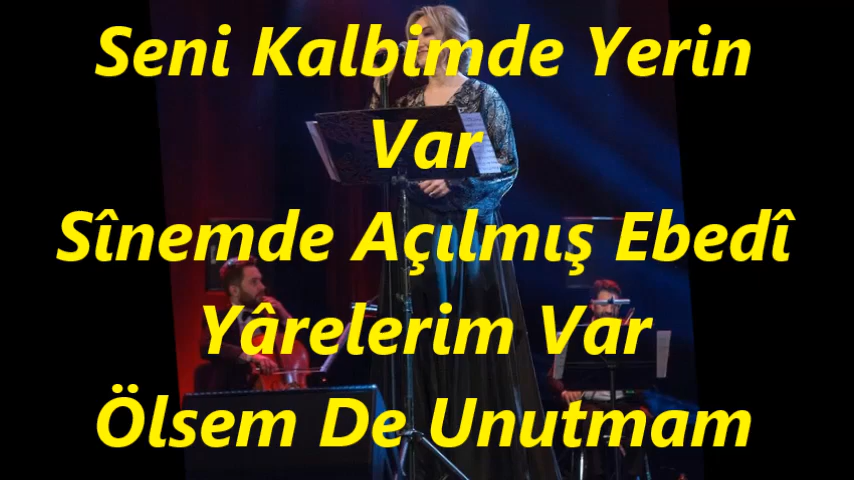 Seni Kalbimde Yerin
Var
Sînemde Açılmış Ebedî
Yârelerim Var
Ölsem De Unutmam